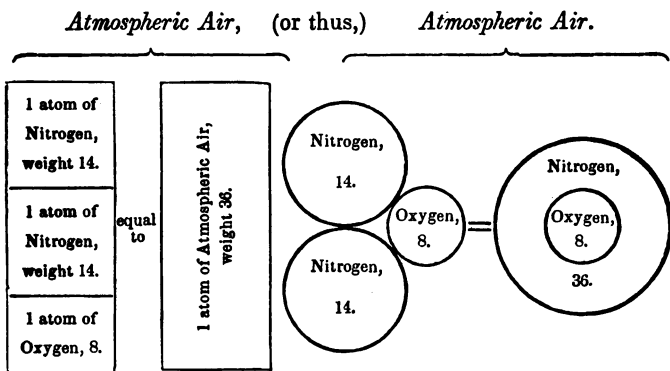 Atmospheric Air, (or thus,) Atmospheric Air.
1 atom of
Nitrogen,
weight 14.
1 atom of
Nitrogen,
weight 14.
1 atom of
Oxygen, 8.
equal
to
1 atom of Atmospheric Air,
weight 36.
Nitrogen,
14.
Oxygen,
8.
Nitrogen,
14.
=
Nitrogen,
Oxygen,
8.
36.